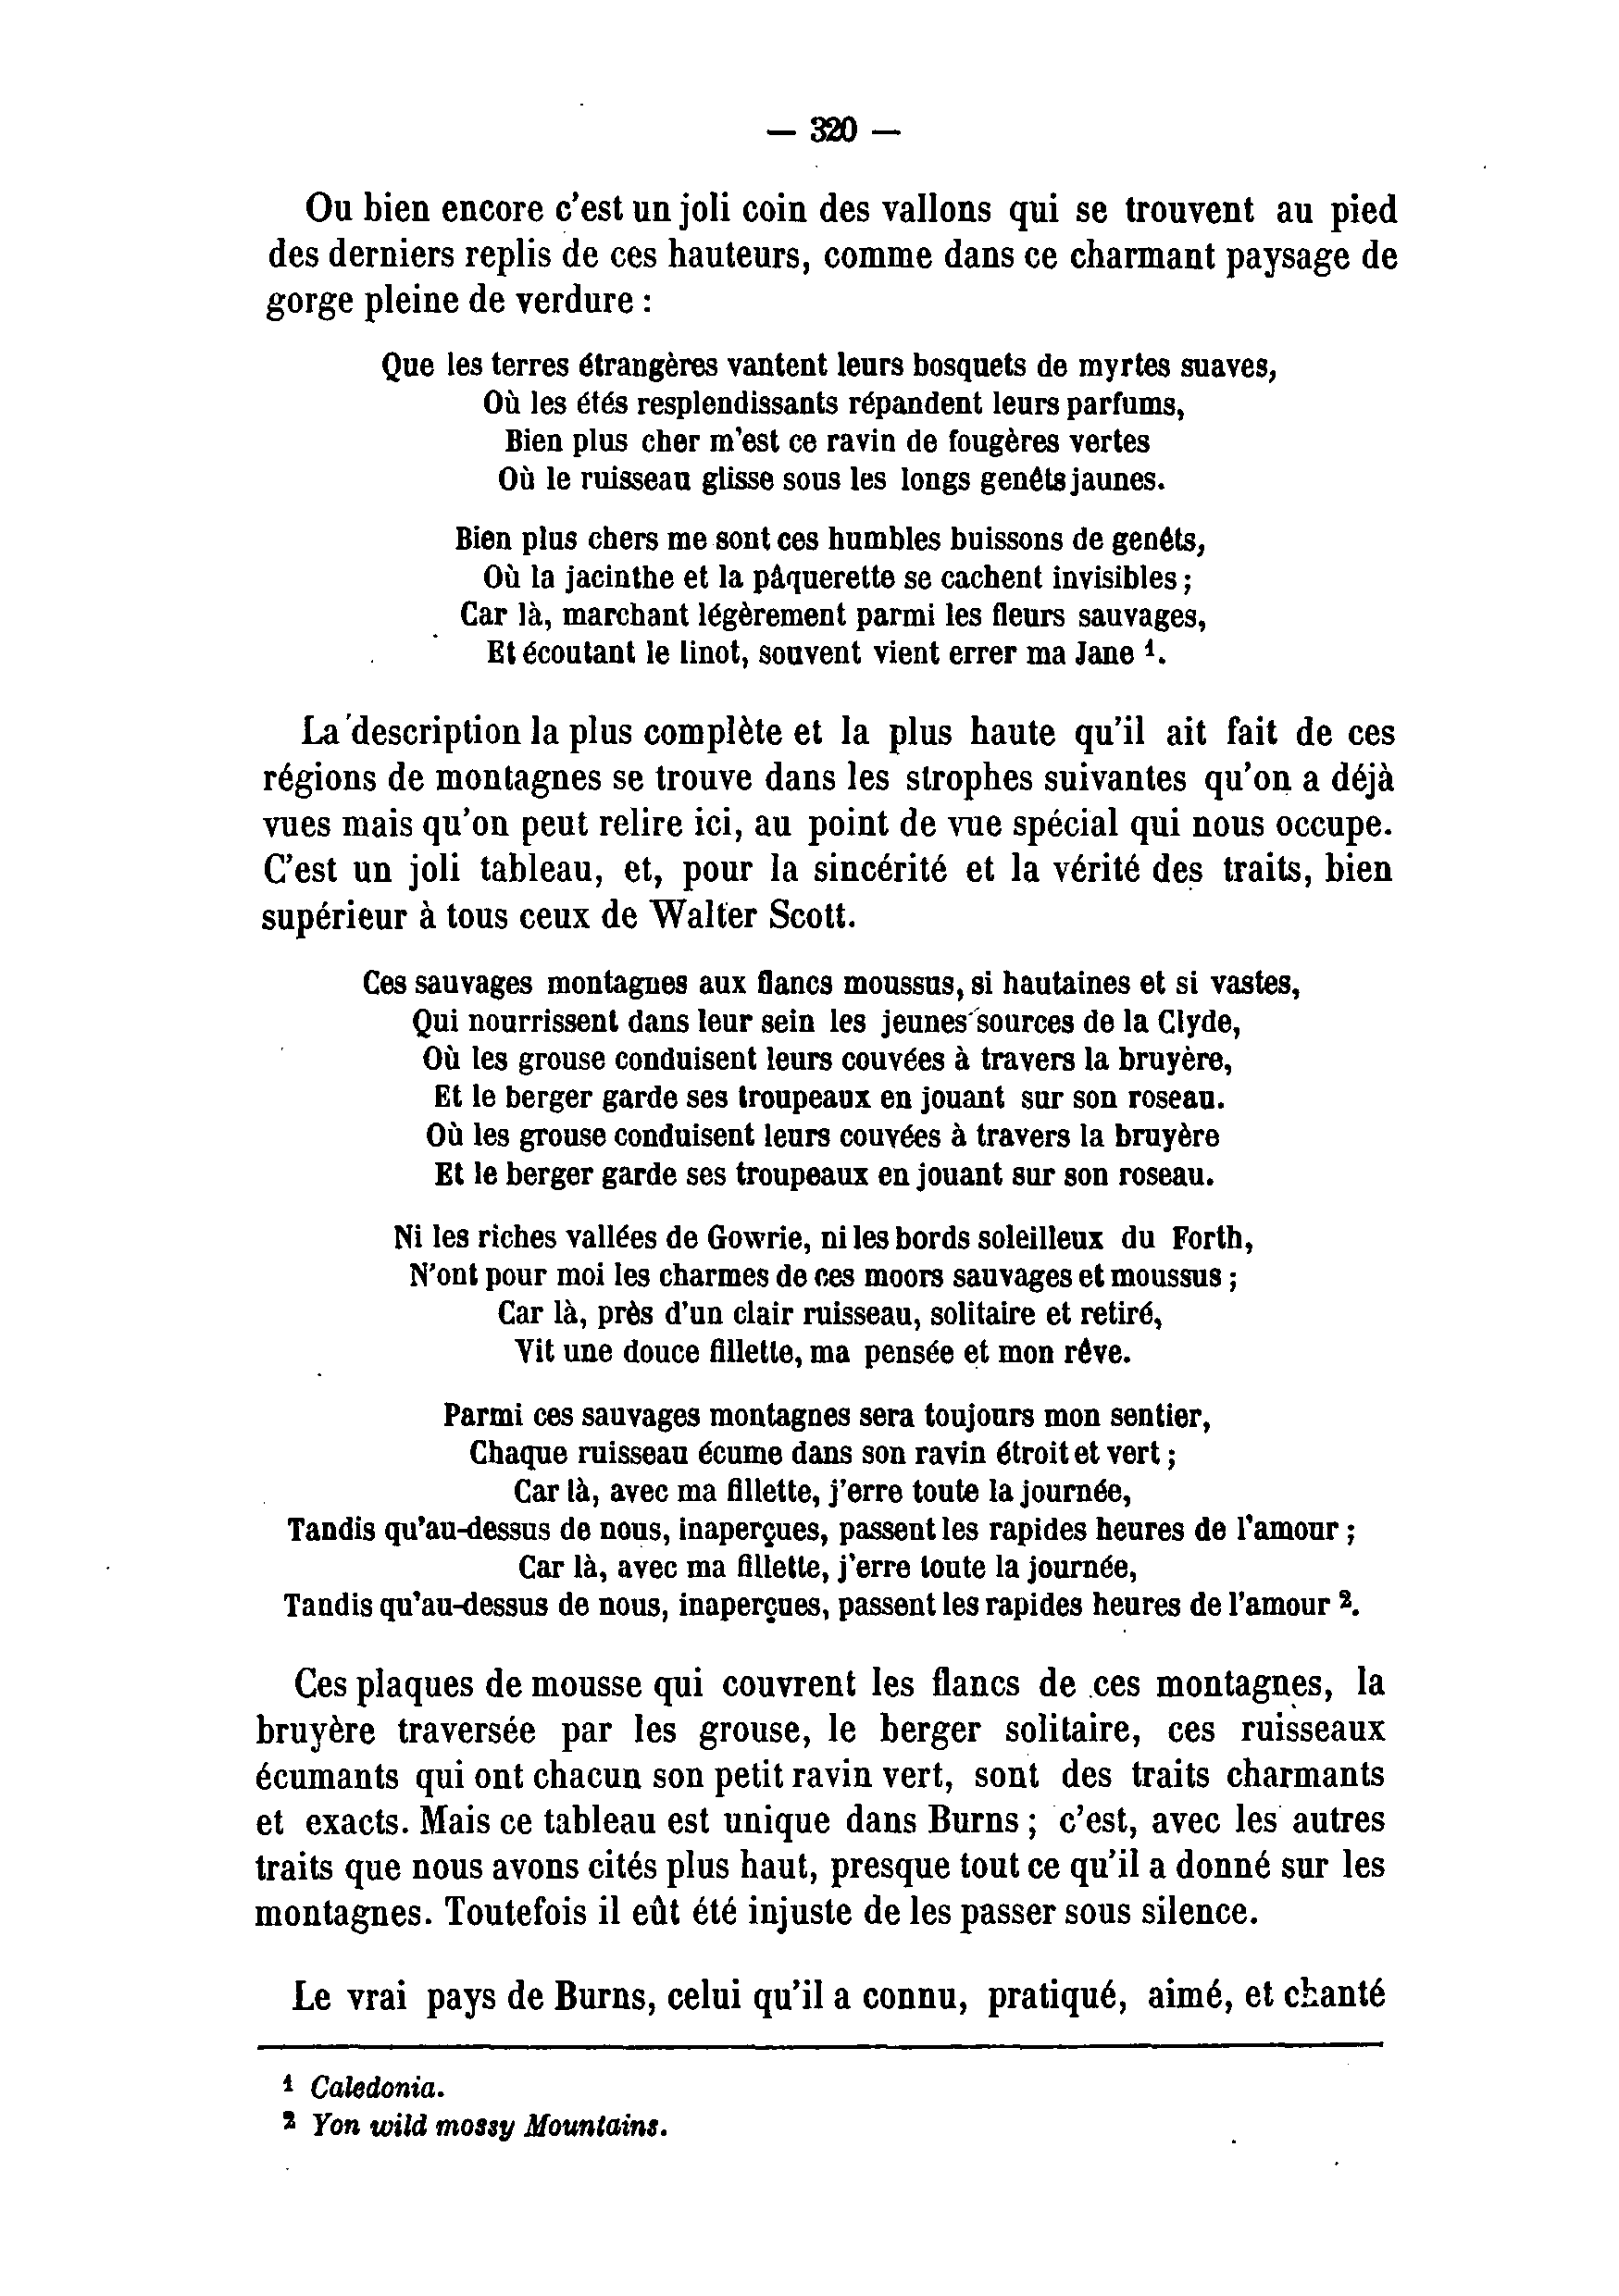 — 320 —
Ou bien encore c'est un joli coin des vallons qui se trouvent au pied
des derniers replis de ces hauteurs, comme dans ce charmant paysage de
gorge pleine de verdure :
Que les terres étrangères vantent leurs bosquets de myrtes suaves,
Où les étés resplendissants répandent leurs parfums,
Bien plus cher m'est ce ravin de fougères vertes
Où le ruisseau glisse sous les longs genêts jaunes.
Bien plus chers me sont ces humbles buissons de genêts,
Où la jacinthe et la pâquerette se cachent invisibles ;
Car là, marchant légèrement parmi les fleurs sauvages,
Et écoutant le linot, souvent vient errer ma Jane ¹.
La description la plus complète et la plus haute qu'il ait fait de ces
régions de montagnes se trouve dans les strophes suivantes qu'on a déjà
vues mais qu'on peut relire ici, au point de vue spécial qui nous occupe.
C'est un joli tableau, et, pour la sincérité et la vérité des traits, bien
supérieur à tous ceux de Walter Scott.
Ces sauvages montagnes aux flancs moussus, si hautaines et si vastes,
Qui nourrissent dans leur sein les jeunes sources de la Clyde,
Où les grouse conduisent leurs couvées à travers la bruyère,
Et le berger garde ses troupeaux en jouant sur son roseau.
Où les grouse conduisent leurs couvées à travers la bruyère
Et le berger garde ses troupeaux en jouant sur son roseau.
Ni les riches vallées de Gowrie, ni les bords soleilleux du Forth,
N'ont pour moi les charmes de ces moors sauvages et moussus ;
Car là, près d'un clair ruisseau, solitaire et retiré,
Vit une douce fillette, ma pensée et mon rêve.
Parmi ces sauvages montagnes sera toujours mon sentier,
Chaque ruisseau écume dans son ravin étroit et vert ;
Car là, avec ma fillette, j'erre toute la journée,
Tandis qu'au-dessus de nous, inaperçues, passent les rapides heures de l'amour ;
Car là, avec ma fillette, j'erre toute la journée,
Tandis qu'au-dessus de nous, inaperçues, passent les rapides heures de l'amour ².
Ces plaques de mousse qui couvrent les flancs de ces montagnes, la
bruyère traversée par les grouse, le berger solitaire, ces ruisseaux
écumants qui ont chacun son petit ravin vert, sont des traits charmants
et exacts. Mais ce tableau est unique dans Burns ; c'est, avec les autres
traits que nous avons cités plus haut, presque tout ce qu'il a donné sur les
montagnes. Toutefois il eût été injuste de les passer sous silence.
Le vrai pays de Burns, celui qu'il a connu, pratiqué, aimé, et chanté
¹ Caledonia.
² Yon wild mossy Mountains.